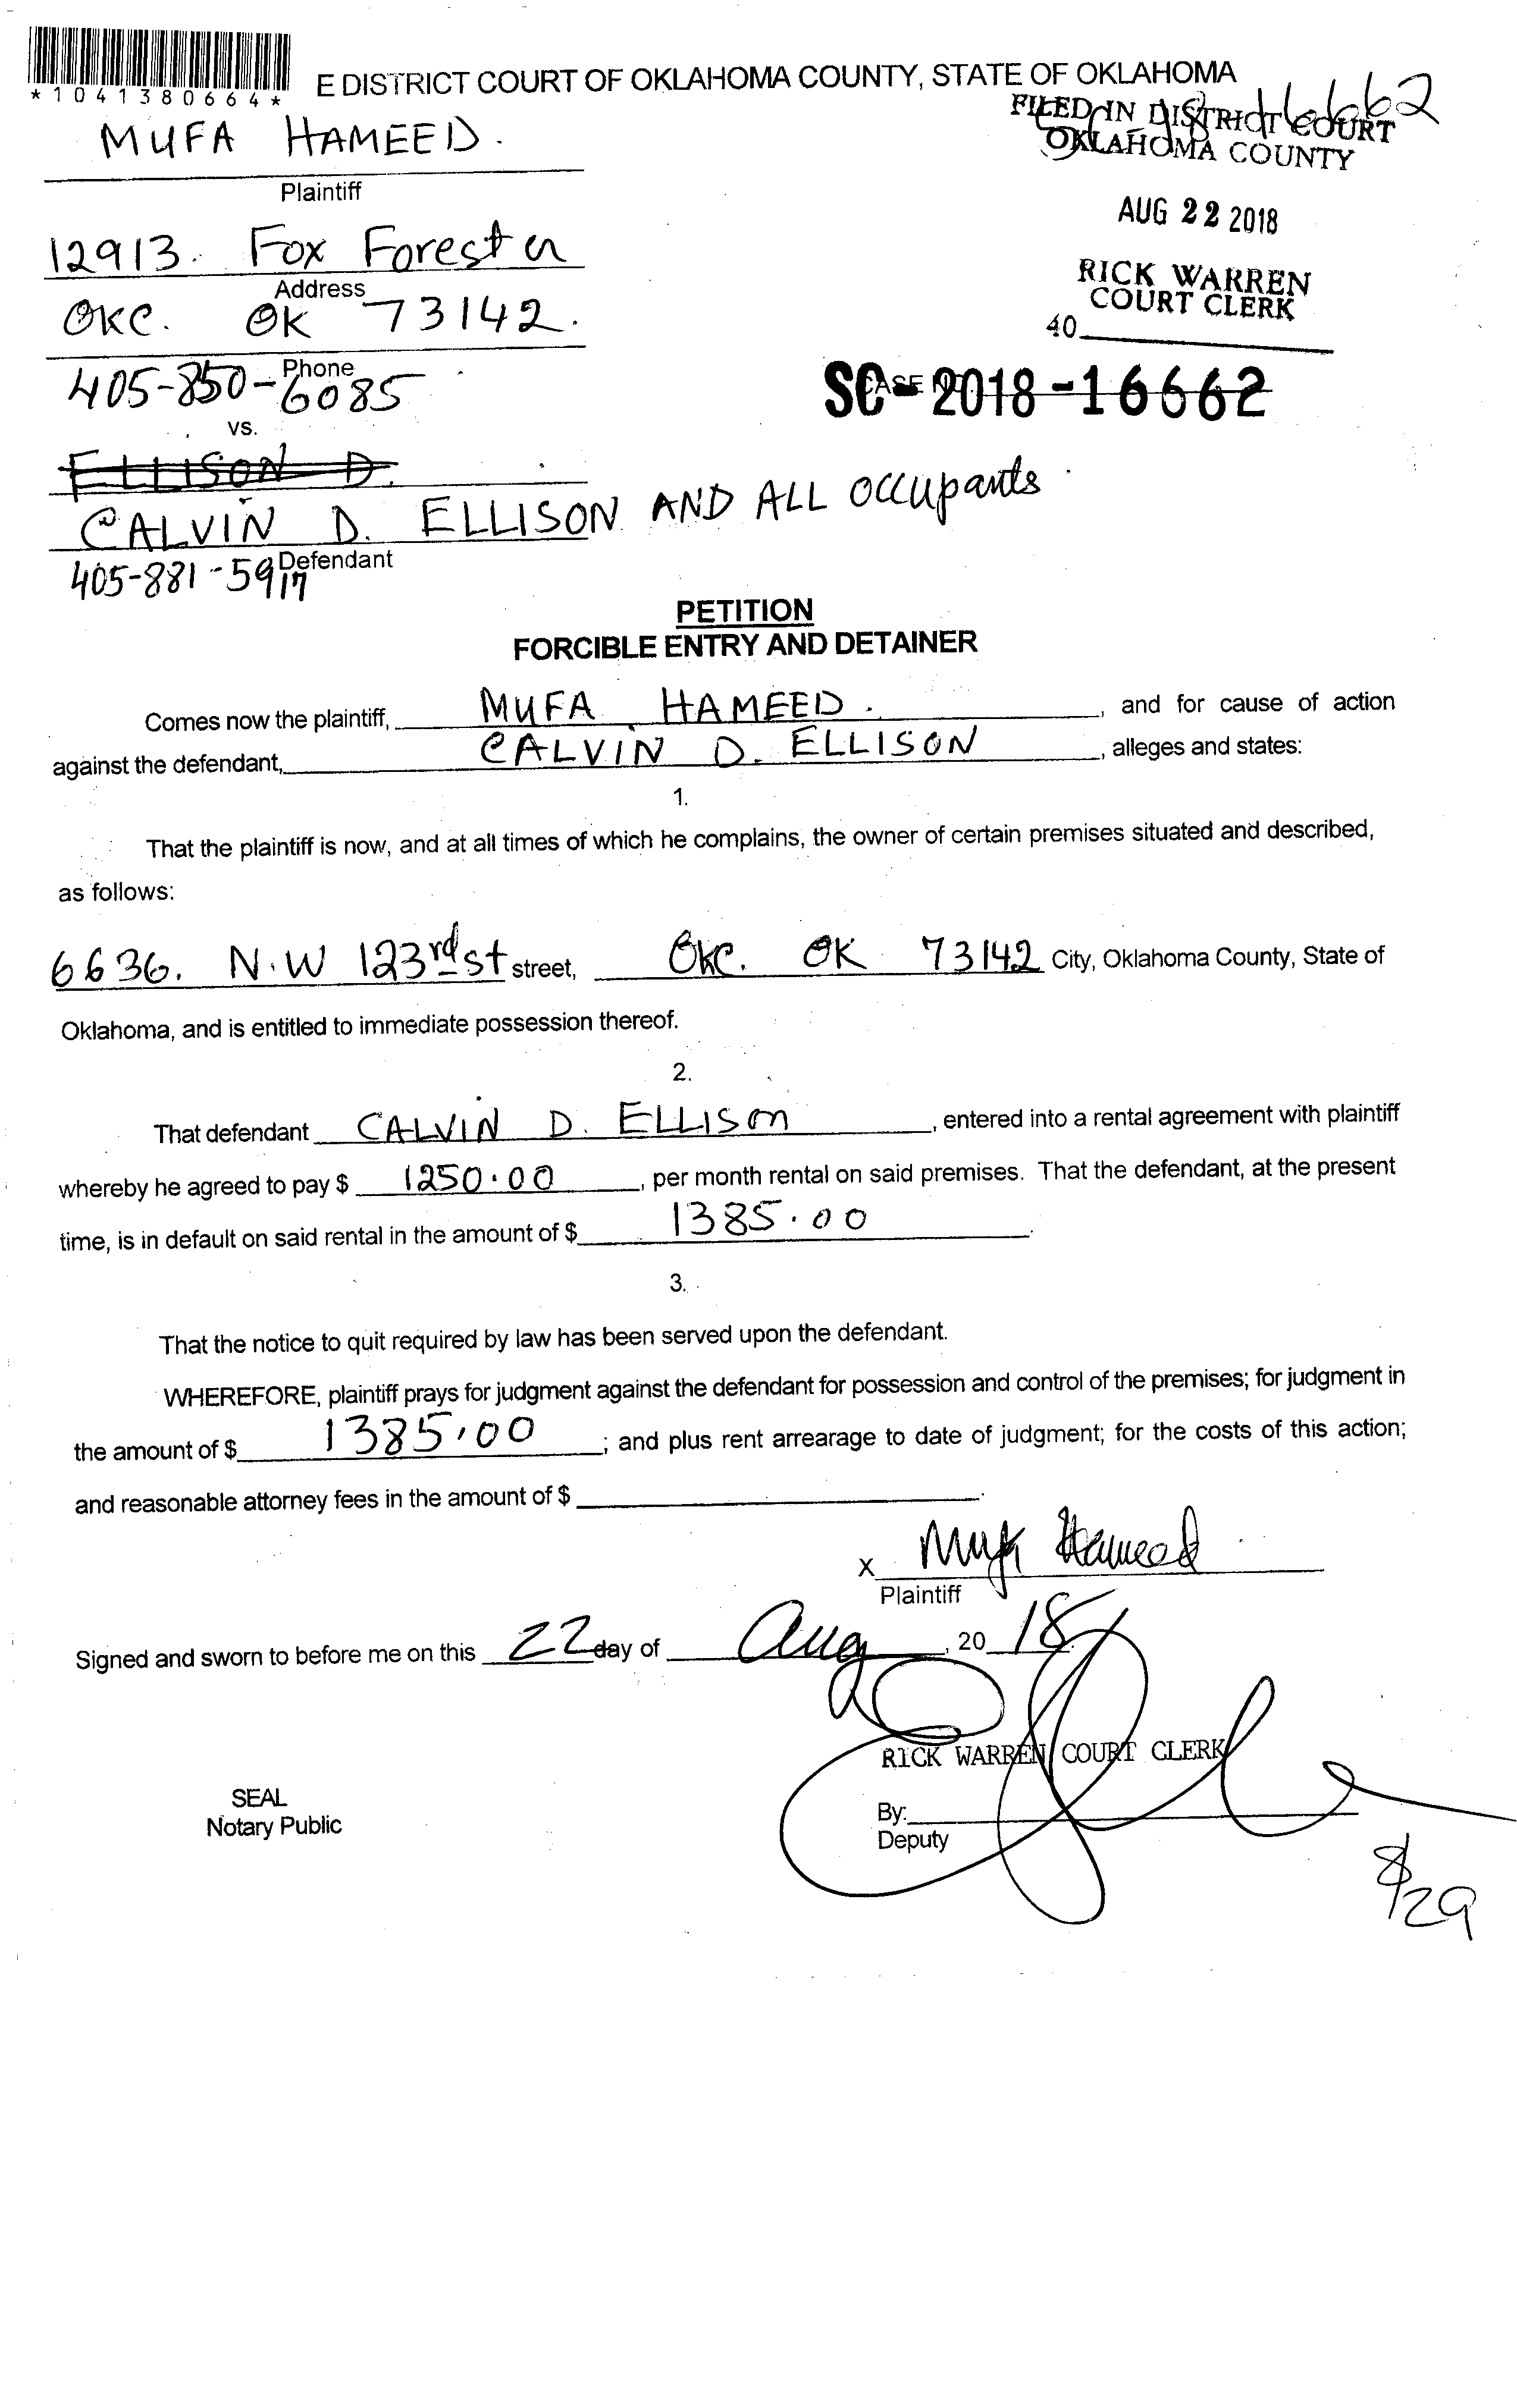 *1041380664*
E DISTRICT COURT OF OKLAHOMA COUNTY, STATE OF OKLAHOMA
16662
FILED IN DISTRICT COURT
OKLAHOMA COUNTY
MUFA HAMEED.
Plaintiff
AUG 22 2018
12913. Fox Forest
Address
RICK WARREN
COURT CLERK
OKC. OK 73142.
40
Phone
405-850-6085
SC-2018-16662
vs.
ELLISON D.
CALVIN D. ELLISON AND ALL Occupants
Defendant
405-881-5917
PETITION
FORCIBLE ENTRY AND DETAINER
Comes now the plaintiff, MUFA HAMEED. , and for cause of action
against the defendant, CALVIN D. ELLISON , alleges and states:
1.
That the plaintiff is now, and at all times of which he complains, the owner of certain premises situated and described,
as follows:
6636. N.W 123rd st street, OKC. OK 73142 City, Oklahoma County, State of
Oklahoma, and is entitled to immediate possession thereof.
2.
That defendant CALVIN D. ELLISON , entered into a rental agreement with plaintiff
whereby he agreed to pay $ 1250.00 , per month rental on said premises. That the defendant, at the present
time, is in default on said rental in the amount of $ 1385.00 .
3.
That the notice to quit required by law has been served upon the defendant.
WHEREFORE, plaintiff prays for judgment against the defendant for possession and control of the premises; for judgment in
the amount of $ 1385.00 ; and plus rent arrearage to date of judgment; for the costs of this action;
and reasonable attorney fees in the amount of $ .
x Mufa Hameed
Plaintiff
Signed and sworn to before me on this 22 day of Aug , 20 18
RICK WARREN COURT CLERK
SEAL
Notary Public
By:
Deputy
8/29